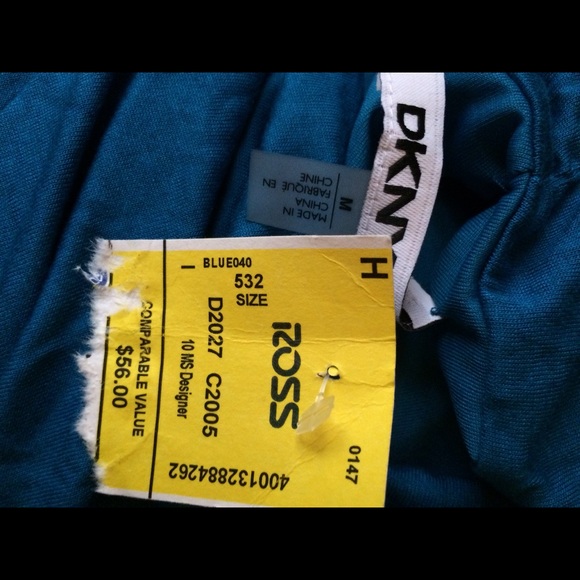 DKNY
M
MADE IN
CHINA
FABRIQUÉ EN
CHINE
H
BLUE040
532
SIZE
ROSS
D2027 C2005
10 MS Designer
0147
400132884262
COMPARABLE VALUE
$56.00